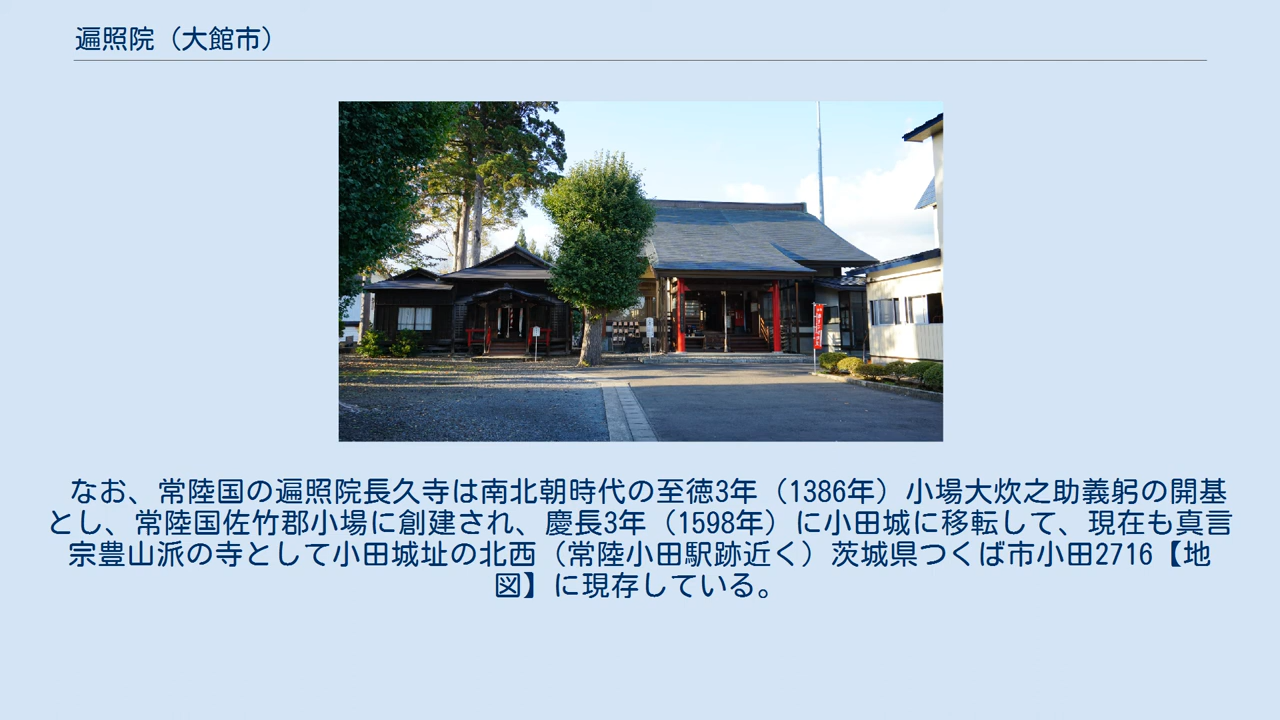 遍照院（大館市）
なお、常陸国の遍照院長久寺は南北朝時代の至徳3年（1386年）小場大炊之助義躬の開基
とし、常陸国佐竹郡小場に創建され、慶長3年（1598年）に小田城に移転して、現在も真言
宗豊山派の寺として小田城址の北西（常陸小田駅跡近く）茨城県つくば市小田2716【地
図】に現存している。